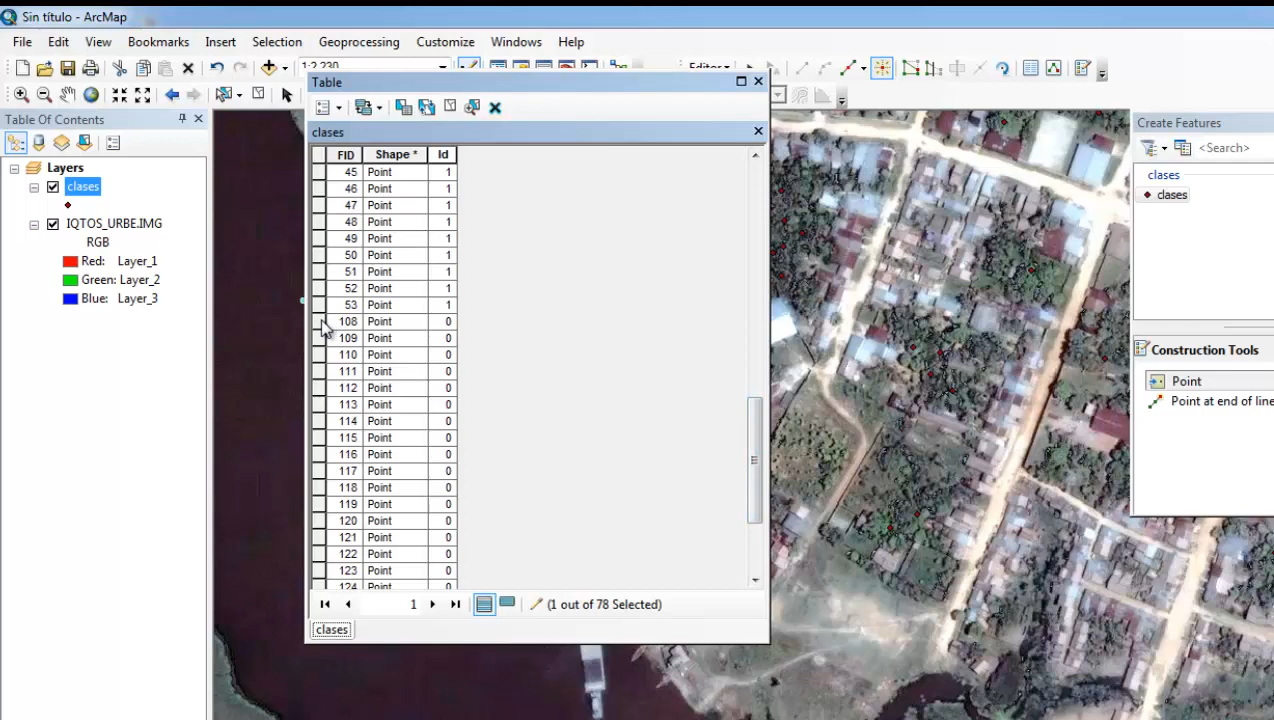 Sin título - ArcMap
File Edit View Bookmarks Insert Selection Geoprocessing Customize Windows Help
1:2,230
Editor
Table
Table Of Contents
Layers
clases
IQTOS_URBE.IMG
RGB
Red: Layer_1
Green: Layer_2
Blue: Layer_3
clases
FID Shape * Id
45 Point 1
46 Point 1
47 Point 1
48 Point 1
49 Point 1
50 Point 1
51 Point 1
52 Point 1
53 Point 1
108 Point 0
109 Point 0
110 Point 0
111 Point 0
112 Point 0
113 Point 0
114 Point 0
115 Point 0
116 Point 0
117 Point 0
118 Point 0
119 Point 0
120 Point 0
121 Point 0
122 Point 0
123 Point 0
124 Point 0
1 (1 out of 78 Selected)
clases
Create Features
<Search>
clases
clases
Construction Tools
Point
Point at end of line